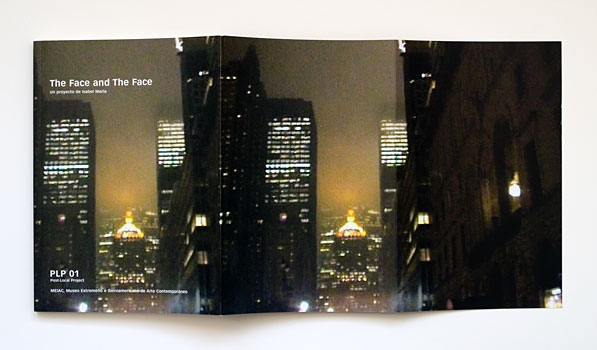 The Face and The Face
Un proyecto de Isabel María
PLP 01
Post-Local Project
MEIAC, Museo Extremeño e Iberoamericano de Arte Contemporáneo